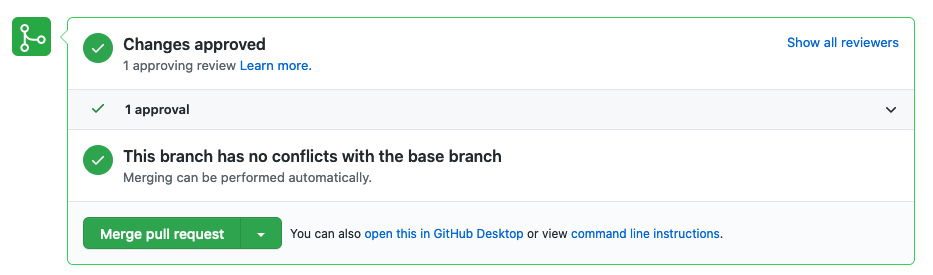 Changes approved
Show all reviewers
1 approving review Learn more.
1 approval
This branch has no conflicts with the base branch
Merging can be performed automatically.
Merge pull request
You can also open this in GitHub Desktop or view command line instructions.